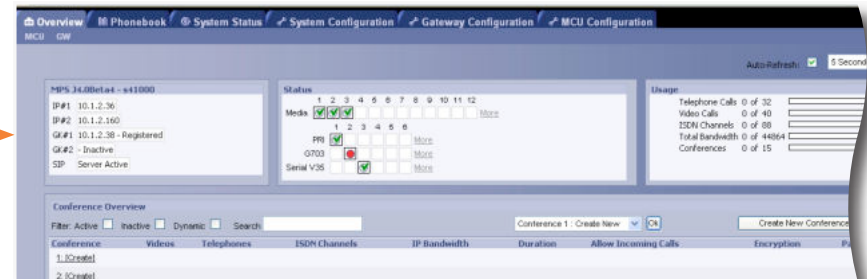 Overview Phonebook System Status System Configuration Gateway Configuration MCU Configuration
MCU GW
Auto-Refresh: 5 Second
MPS J4.0Beta4 - s41000
IP#1 10.1.2.36
IP#2 10.1.2.160
GK#1 10.1.2.38 - Registered
GK#2 - Inactive
SIP Server Active
Status
1 2 3 4 5 6 7 8 9 10 11 12
Media More
1 2 3 4 5 6
PRI More
G703 More
Serial V35 More
Usage
Telephone Calls 0 of 32
Video Calls 0 of 40
ISDN Channels 0 of 88
Total Bandwidth 0 of 44864
Conferences 0 of 15
Conference Overview
Filter: Active Inactive Dynamic Search Conference 1 : Create New Ok Create New Conference
Conference Videos Telephones ISDN Channels IP Bandwidth Duration Allow Incoming Calls Encryption Pa
1: [Create]
2: [Create]